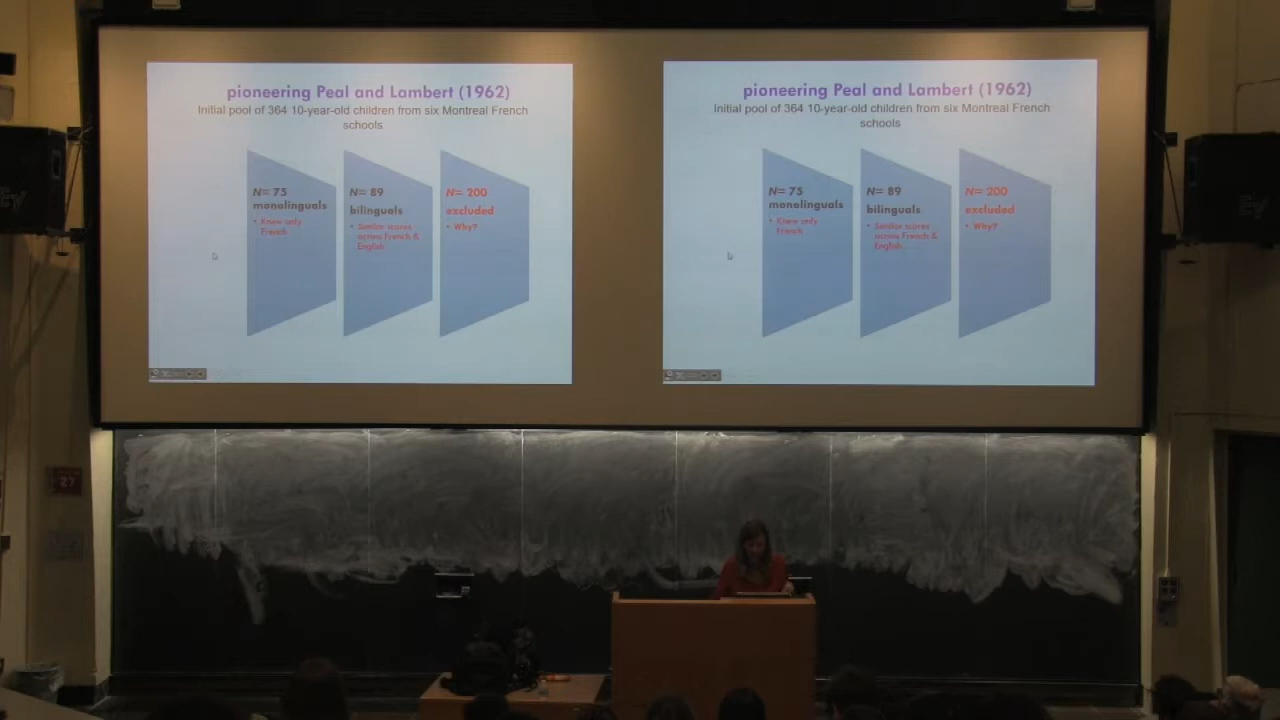 pioneering Peal and Lambert (1962)
Initial pool of 364 10-year-old children from six Montreal French
schools
N= 75
monolinguals
• Knew only
French
N= 89
bilinguals
• Similar scores
across French &
English
N= 200
excluded
• Why?
pioneering Peal and Lambert (1962)
Initial pool of 364 10-year-old children from six Montreal French
schools
N= 75
monolinguals
• Knew only
French
N= 89
bilinguals
• Similar scores
across French &
English
N= 200
excluded
• Why?
27